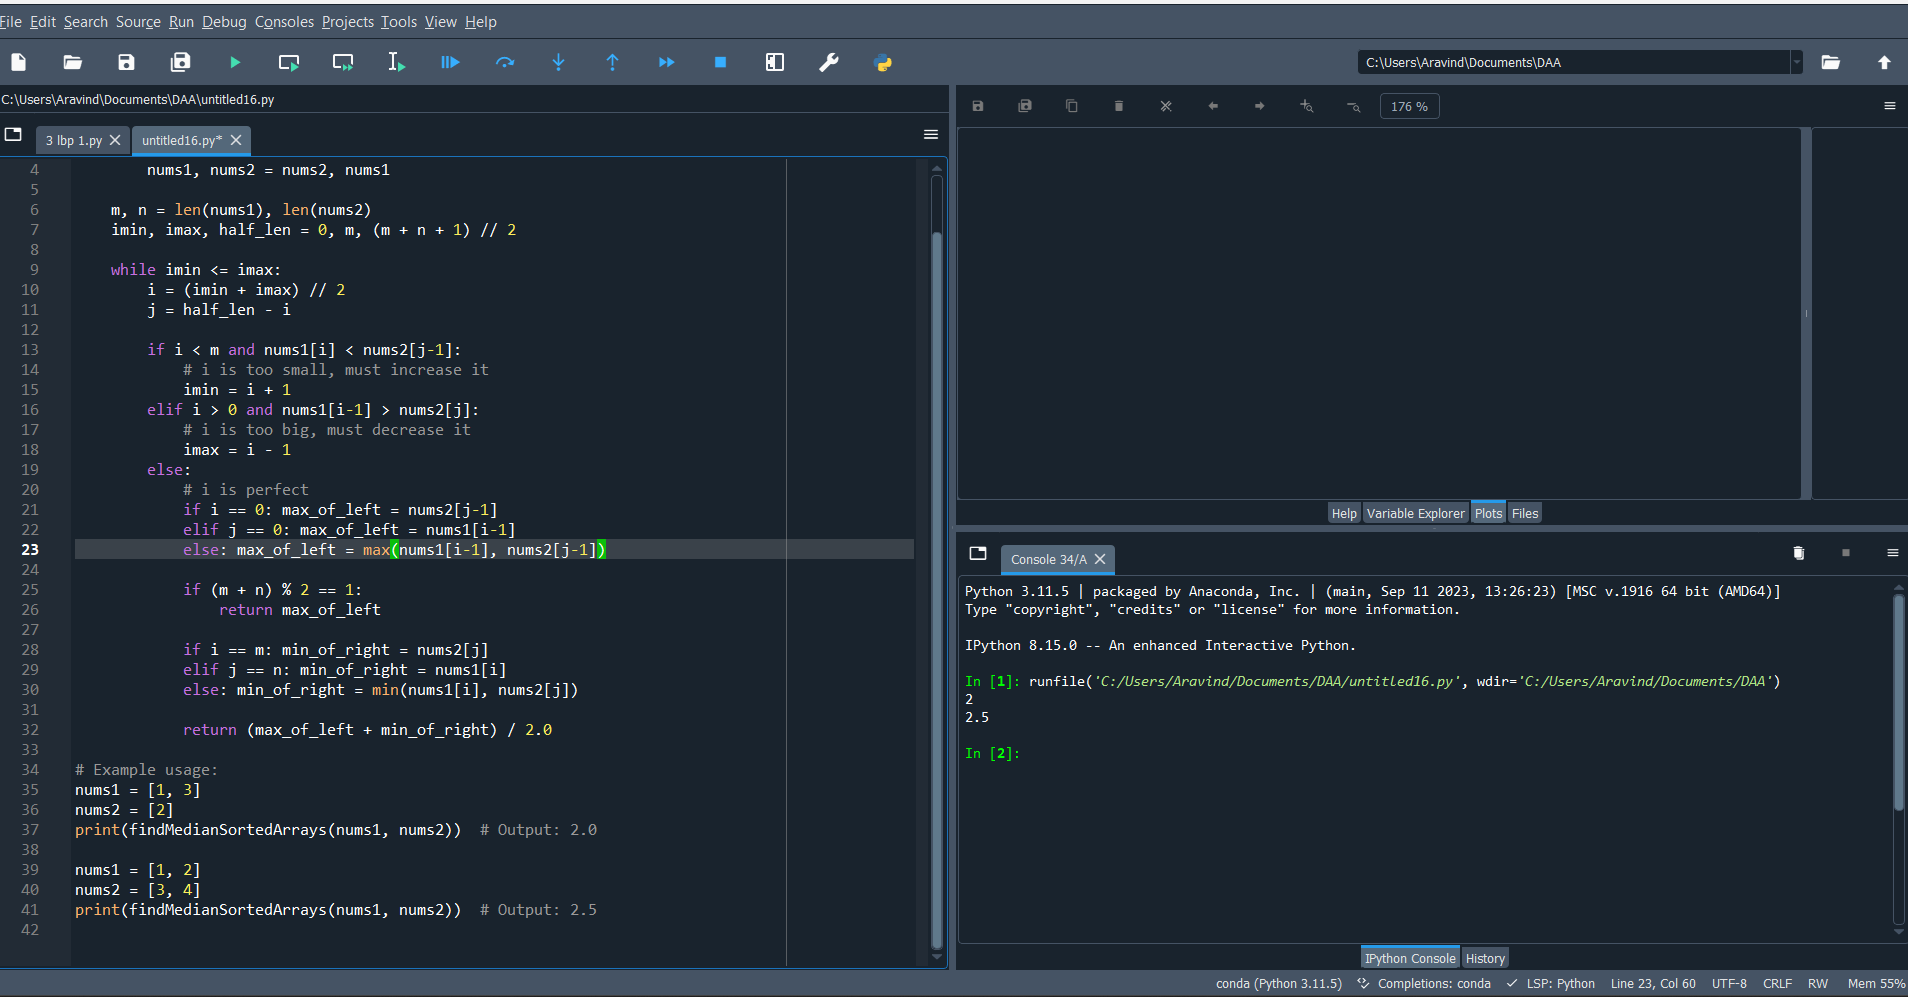 File Edit Search Source Run Debug Consoles Projects Tools View Help
C:\Users\Aravind\Documents\DAA
C:\Users\Aravind\Documents\DAA\untitled16.py
3 lbp 1.py
untitled16.py*
4 nums1, nums2 = nums2, nums1
5
6 m, n = len(nums1), len(nums2)
7 imin, imax, half_len = 0, m, (m + n + 1) // 2
8
9 while imin <= imax:
10 i = (imin + imax) // 2
11 j = half_len - i
12
13 if i < m and nums1[i] < nums2[j-1]:
14 # i is too small, must increase it
15 imin = i + 1
16 elif i > 0 and nums1[i-1] > nums2[j]:
17 # i is too big, must decrease it
18 imax = i - 1
19 else:
20 # i is perfect
21 if i == 0: max_of_left = nums2[j-1]
22 elif j == 0: max_of_left = nums1[i-1]
23 else: max_of_left = max(nums1[i-1], nums2[j-1])
24
25 if (m + n) % 2 == 1:
26 return max_of_left
27
28 if i == m: min_of_right = nums2[j]
29 elif j == n: min_of_right = nums1[i]
30 else: min_of_right = min(nums1[i], nums2[j])
31
32 return (max_of_left + min_of_right) / 2.0
33
34 # Example usage:
35 nums1 = [1, 3]
36 nums2 = [2]
37 print(findMedianSortedArrays(nums1, nums2)) # Output: 2.0
38
39 nums1 = [1, 2]
40 nums2 = [3, 4]
41 print(findMedianSortedArrays(nums1, nums2)) # Output: 2.5
42
176 %
Help Variable Explorer Plots Files
Console 34/A
Python 3.11.5 | packaged by Anaconda, Inc. | (main, Sep 11 2023, 13:26:23) [MSC v.1916 64 bit (AMD64)]
Type "copyright", "credits" or "license" for more information.
IPython 8.15.0 -- An enhanced Interactive Python.
In [1]: runfile('C:/Users/Aravind/Documents/DAA/untitled16.py', wdir='C:/Users/Aravind/Documents/DAA')
2
2.5
In [2]:
IPython Console History
conda (Python 3.11.5) Completions: conda LSP: Python Line 23, Col 60 UTF-8 CRLF RW Mem 55%